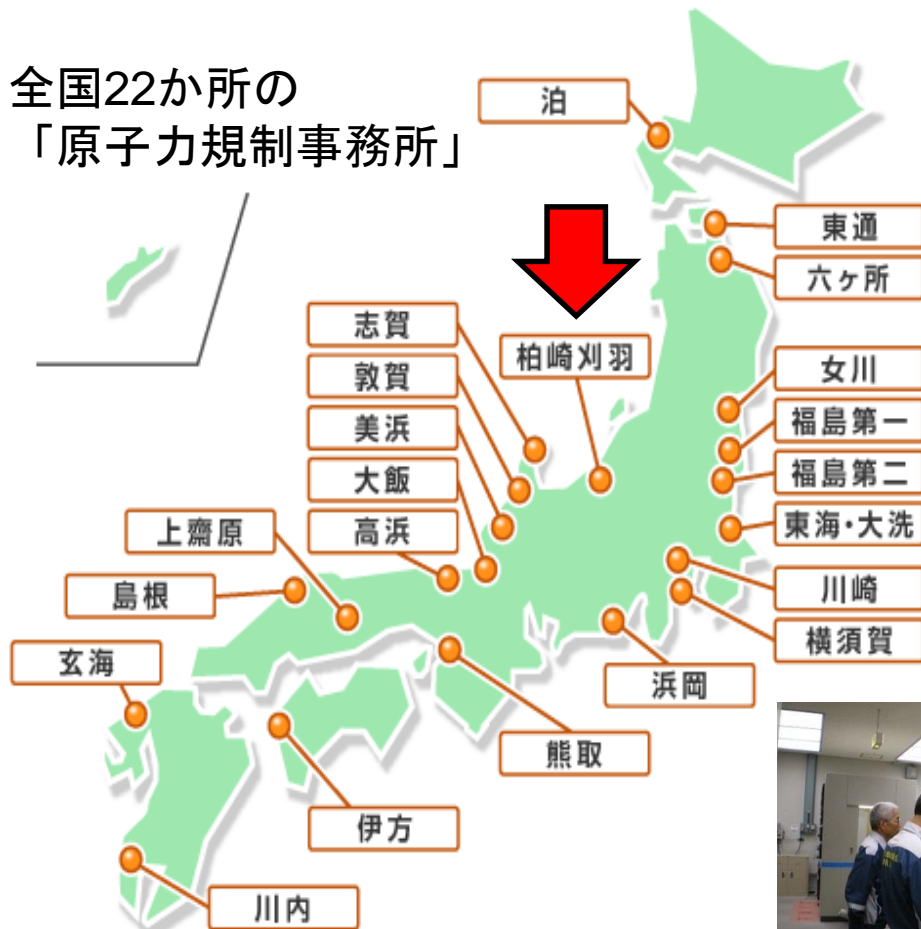 全国22か所の
「原子力規制事務所」
泊
東通
六ヶ所
志賀
柏崎刈羽
敦賀
女川
美浜
福島第一
大飯
福島第二
高浜
東海・大洗
上齋原
川崎
島根
横須賀
玄海
浜岡
熊取
伊方
川内